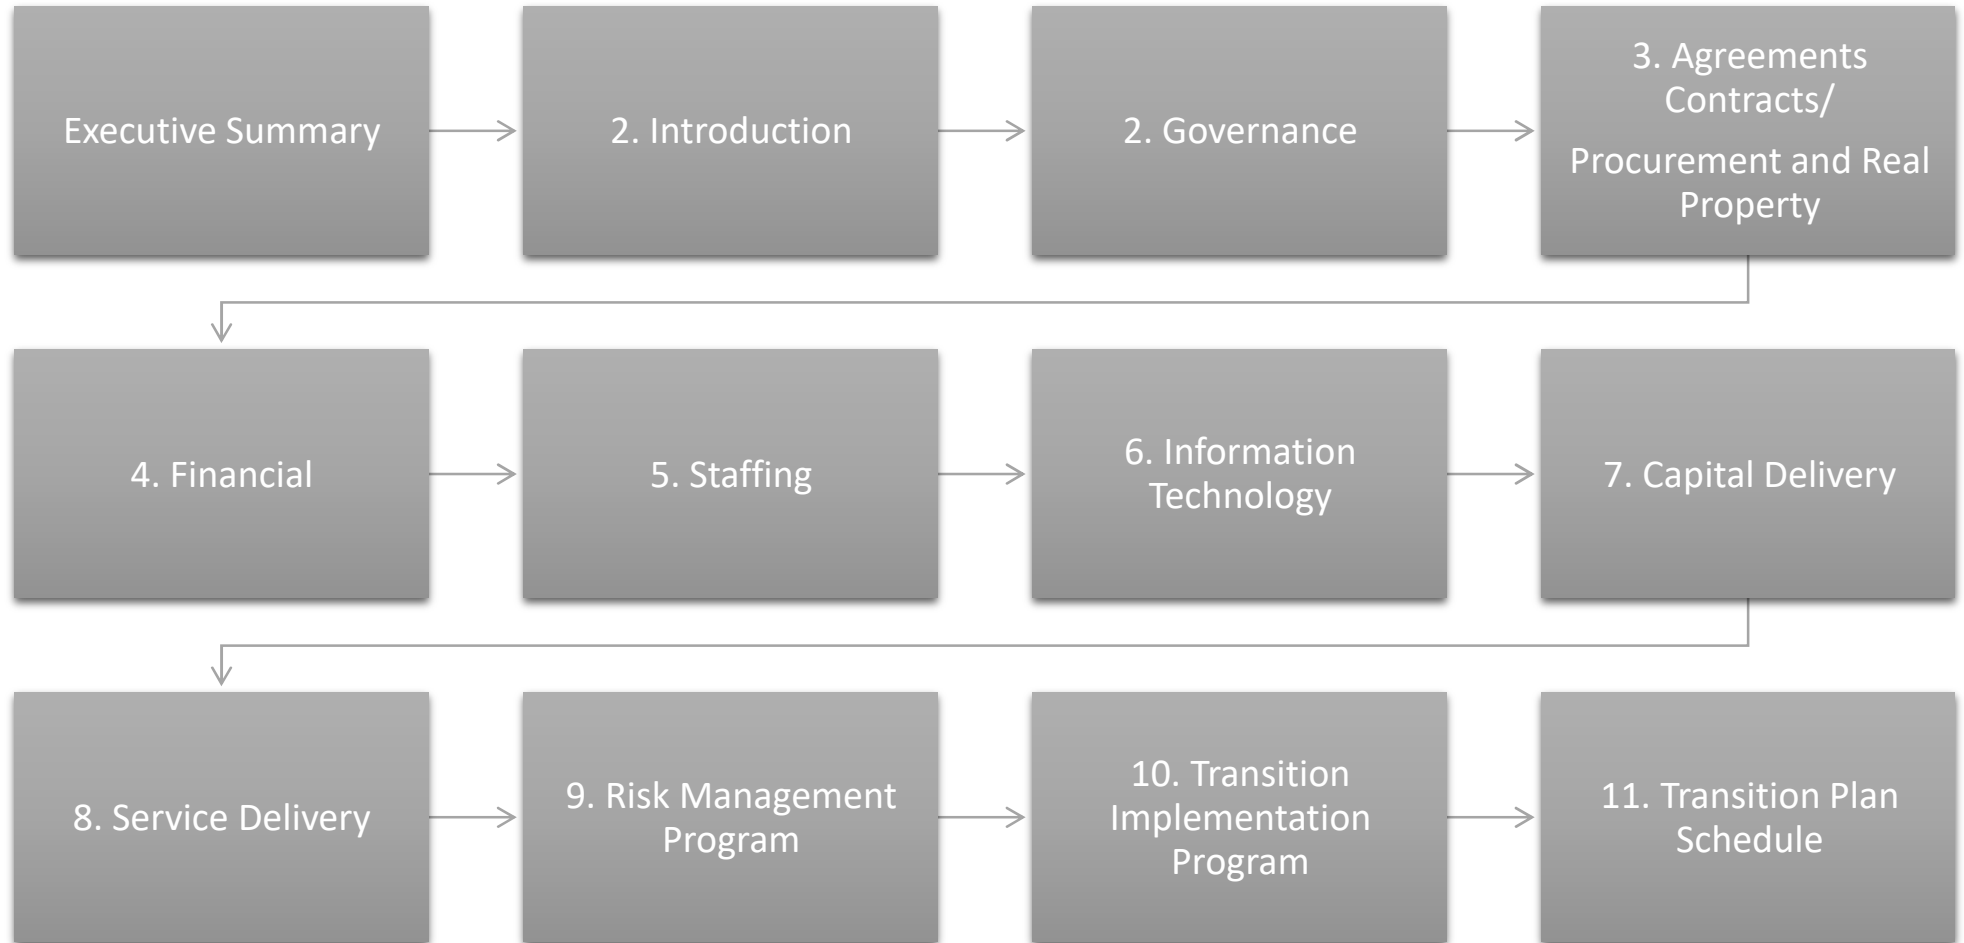 Executive Summary
2. Introduction
2. Governance
3. Agreements
Contracts/
Procurement and Real
Property
4. Financial
5. Staffing
6. Information
Technology
7. Capital Delivery
8. Service Delivery
9. Risk Management
Program
10. Transition
Implementation
Program
11. Transition Plan
Schedule